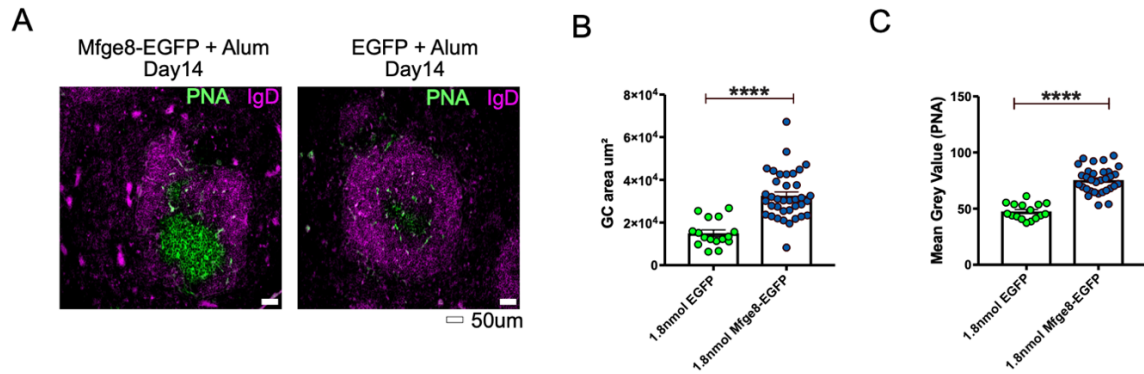 A
Mfge8-EGFP + Alum
Day14
PNA IgD
EGFP + Alum
Day14
PNA IgD
50um
B
****
GC area um²
8×10⁴
6×10⁴
4×10⁴
2×10⁴
0
1.8nmol EGFP
1.8nmol Mfge8-EGFP
C
****
Mean Grey Value (PNA)
150
100
50
0
1.8nmol EGFP
1.8nmol Mfge8-EGFP